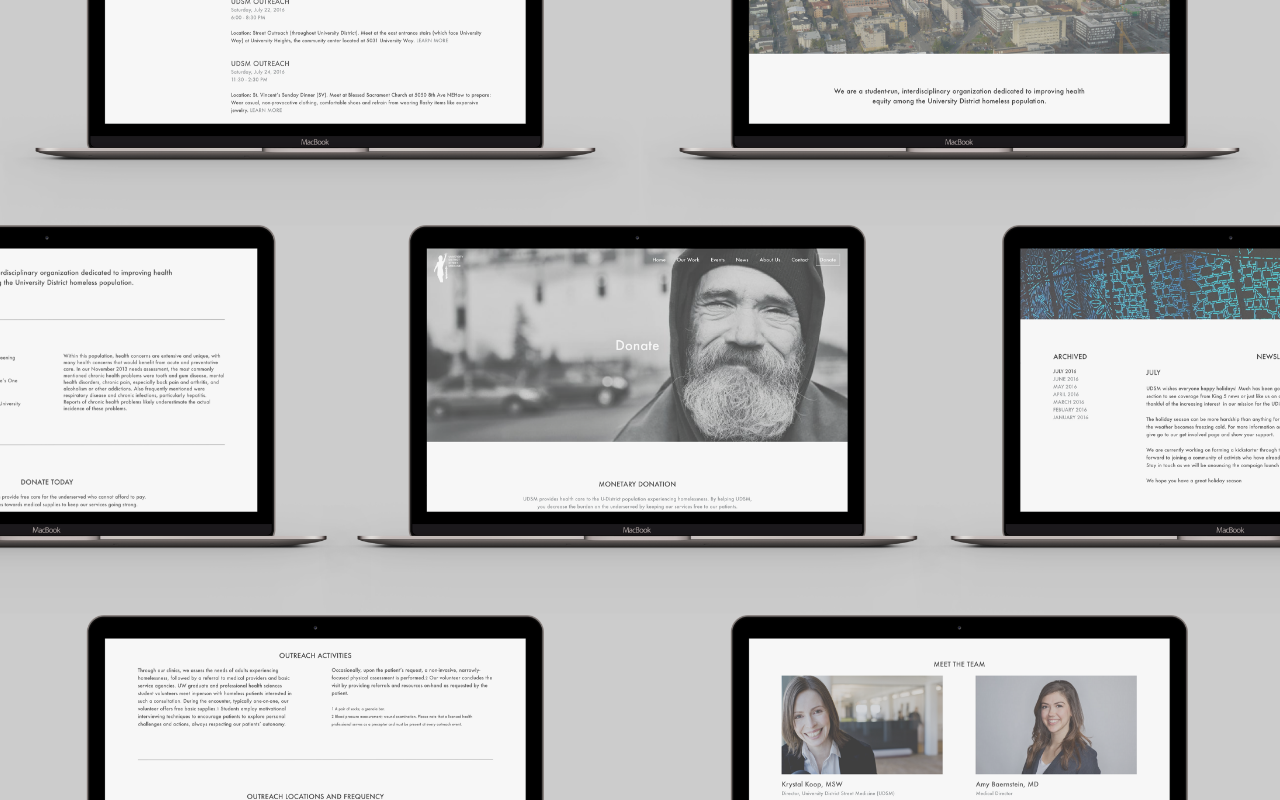 UDSM OUTREACH
Saturday, July 22, 2016
6:30 - 8:30 PM
Location: Street Outreach (throughout University District). Meet at the east entrance stairs (which face University
Way) at University Heights, the community center located at 5031 University Way. LEARN MORE
UDSM OUTREACH
Saturday, July 24, 2016
11:30 - 2:30 PM
Location: St. Vincent's Sunday Dinner (SV). Meet at Blessed Sacrament Church at 5050 8th Ave NEHow to prepare:
Wear casual, non-provocative clothing, comfortable shoes and refrain from wearing flashy items like expensive
jewelry. LEARN MORE
MacBook
We are a student-run, interdisciplinary organization dedicated to improving health
equity among the University District homeless population.
MacBook
rdisciplinary organization dedicated to improving health
g the University District homeless population.
eening
e's One
University
Within this population, health concerns are extensive and unique, with
many health concerns that would benefit from acute and preventative
care. In our November 2013 needs assessment, the most commonly
mentioned chronic health problems were tooth and gum disease, mental
health disorders, chronic pain, especially back pain and arthritis, and
alcoholism or other addictions. Also frequently mentioned were
respiratory disease and chronic infections, particularly hepatitis.
Reports of chronic health problems likely underestimate the actual
incidence of these problems.
DONATE TODAY
provide free care for the underserved who cannot afford to pay.
s towards medical supplies to keep our services going strong.
MacBook
Home Our Work Events News About Us Contact Donate
Donate
MONETARY DONATION
UDSM provides health care to the U-District population experiencing homelessness. By helping UDSM,
you decrease the burden on the underserved by keeping our services free to our patients.
MacBook
ARCHIVED
JULY 2016
JUNE 2016
MAY 2016
APRIL 2016
MARCH 2016
FEBUARY 2016
JANUARY 2016
NEWSL
JULY
UDSM wishes everyone happy holidays! Much has been go
section to see coverage from King 5 news or just like us on
thankful of the increasing interest in our mission for the UD
The holiday season can be more hardship than anything for
the weather becomes freezing cold. For more information o
give go to our get involved page and show your support.
We are currently working on forming a kickstarter through t
forward to joining a community of activists who have alread
Stay in touch as we will be announcing the campaign launch
We hope you have a great holiday season
MacBook
OUTREACH ACTIVITIES
Through our clinics, we assess the needs of adults experiencing
homelessness, followed by a referral to medical providers and basic
service agencies. UW graduate and professional health sciences
student volunteers meet in-person with homeless patients interested in
such a consultation. During the encounter, typically one-on-one, our
volunteer offers free basic supplies.1 Students employ motivational
interviewing techniques to encourage patients to explore personal
challenges and actions, always respecting our patients' autonomy.
Occasionally, upon the patient's request, a non-invasive, narrowly-
focused physical assessment is performed.2 Our volunteer concludes the
visit by providing referrals and resources on-hand as requested by the
patient.
1 A pair of socks, a granola bar.
2 Blood pressure measurement, wound examination. Please note that a licensed health
professional serves as a preceptor and must be present at every outreach event.
OUTREACH LOCATIONS AND FREQUENCY
MEET THE TEAM
Krystal Koop, MSW
Director, University District Street Medicine (UDSM)
Amy Baernstein, MD
Medical Director